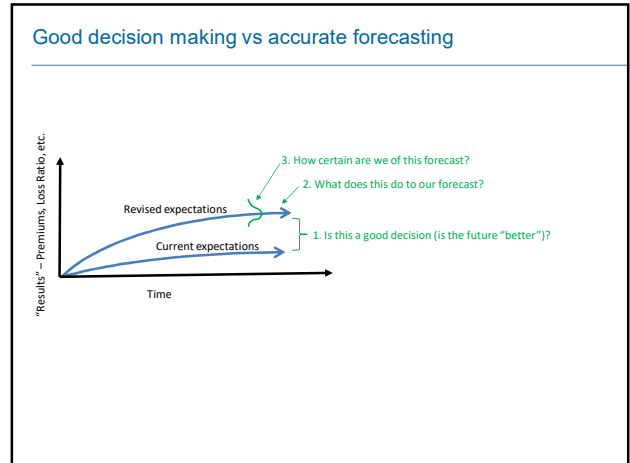 Good decision making vs accurate forecasting
"Results" – Premiums, Loss Ratio, etc.
3. How certain are we of this forecast?
2. What does this do to our forecast?
Revised expectations
1. Is this a good decision (is the future "better")?
Current expectations
Time